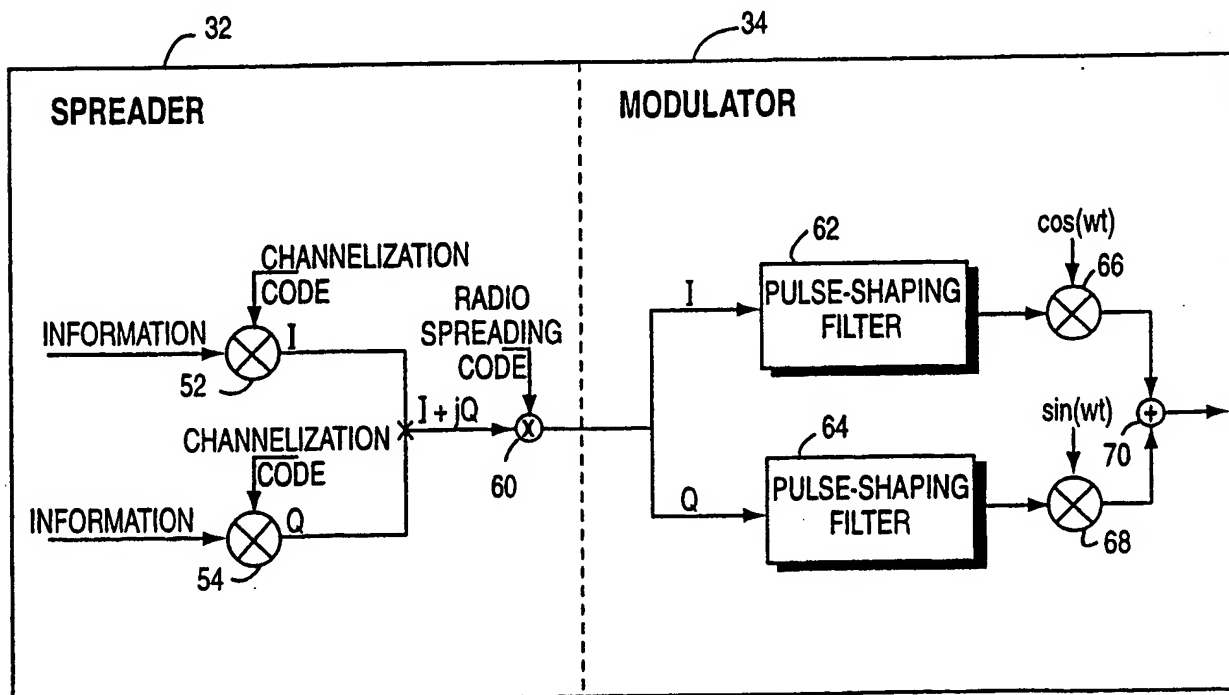 32
34
SPREADER
MODULATOR
CHANNELIZATION
CODE
INFORMATION
I
52
RADIO
SPREADING
CODE
I + jQ
X
60
CHANNELIZATION
CODE
INFORMATION
Q
54
I
62
PULSE-SHAPING
FILTER
cos(wt)
66
Q
64
PULSE-SHAPING
FILTER
sin(wt)
68
+
70